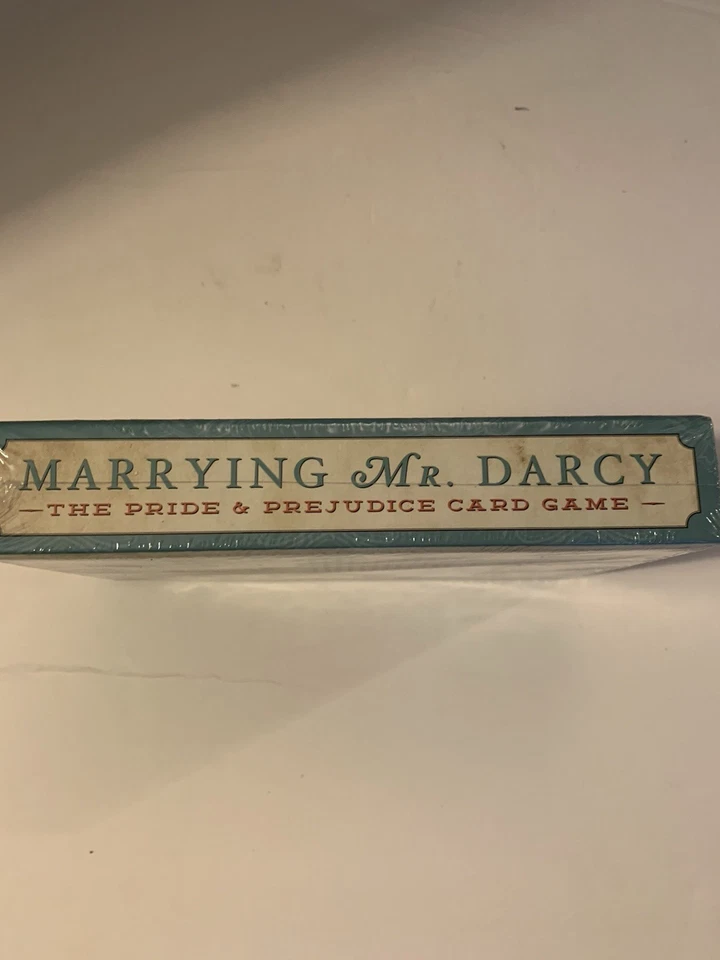 MARRYING Mr. DARCY
THE PRIDE & PREJUDICE CARD GAME